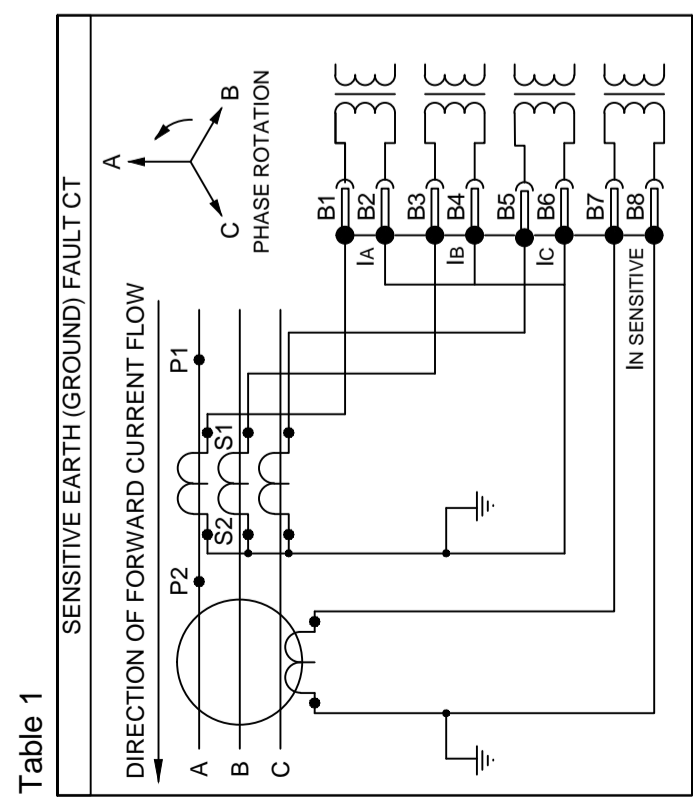 Table 1
SENSITIVE EARTH (GROUND) FAULT CT
DIRECTION OF FORWARD CURRENT FLOW
A
B
C
P2
P1
S2
S1
A
B
C
PHASE ROTATION
B1
B2
B3
B4
B5
B6
B7
B8
IA
IB
IC
IN SENSITIVE